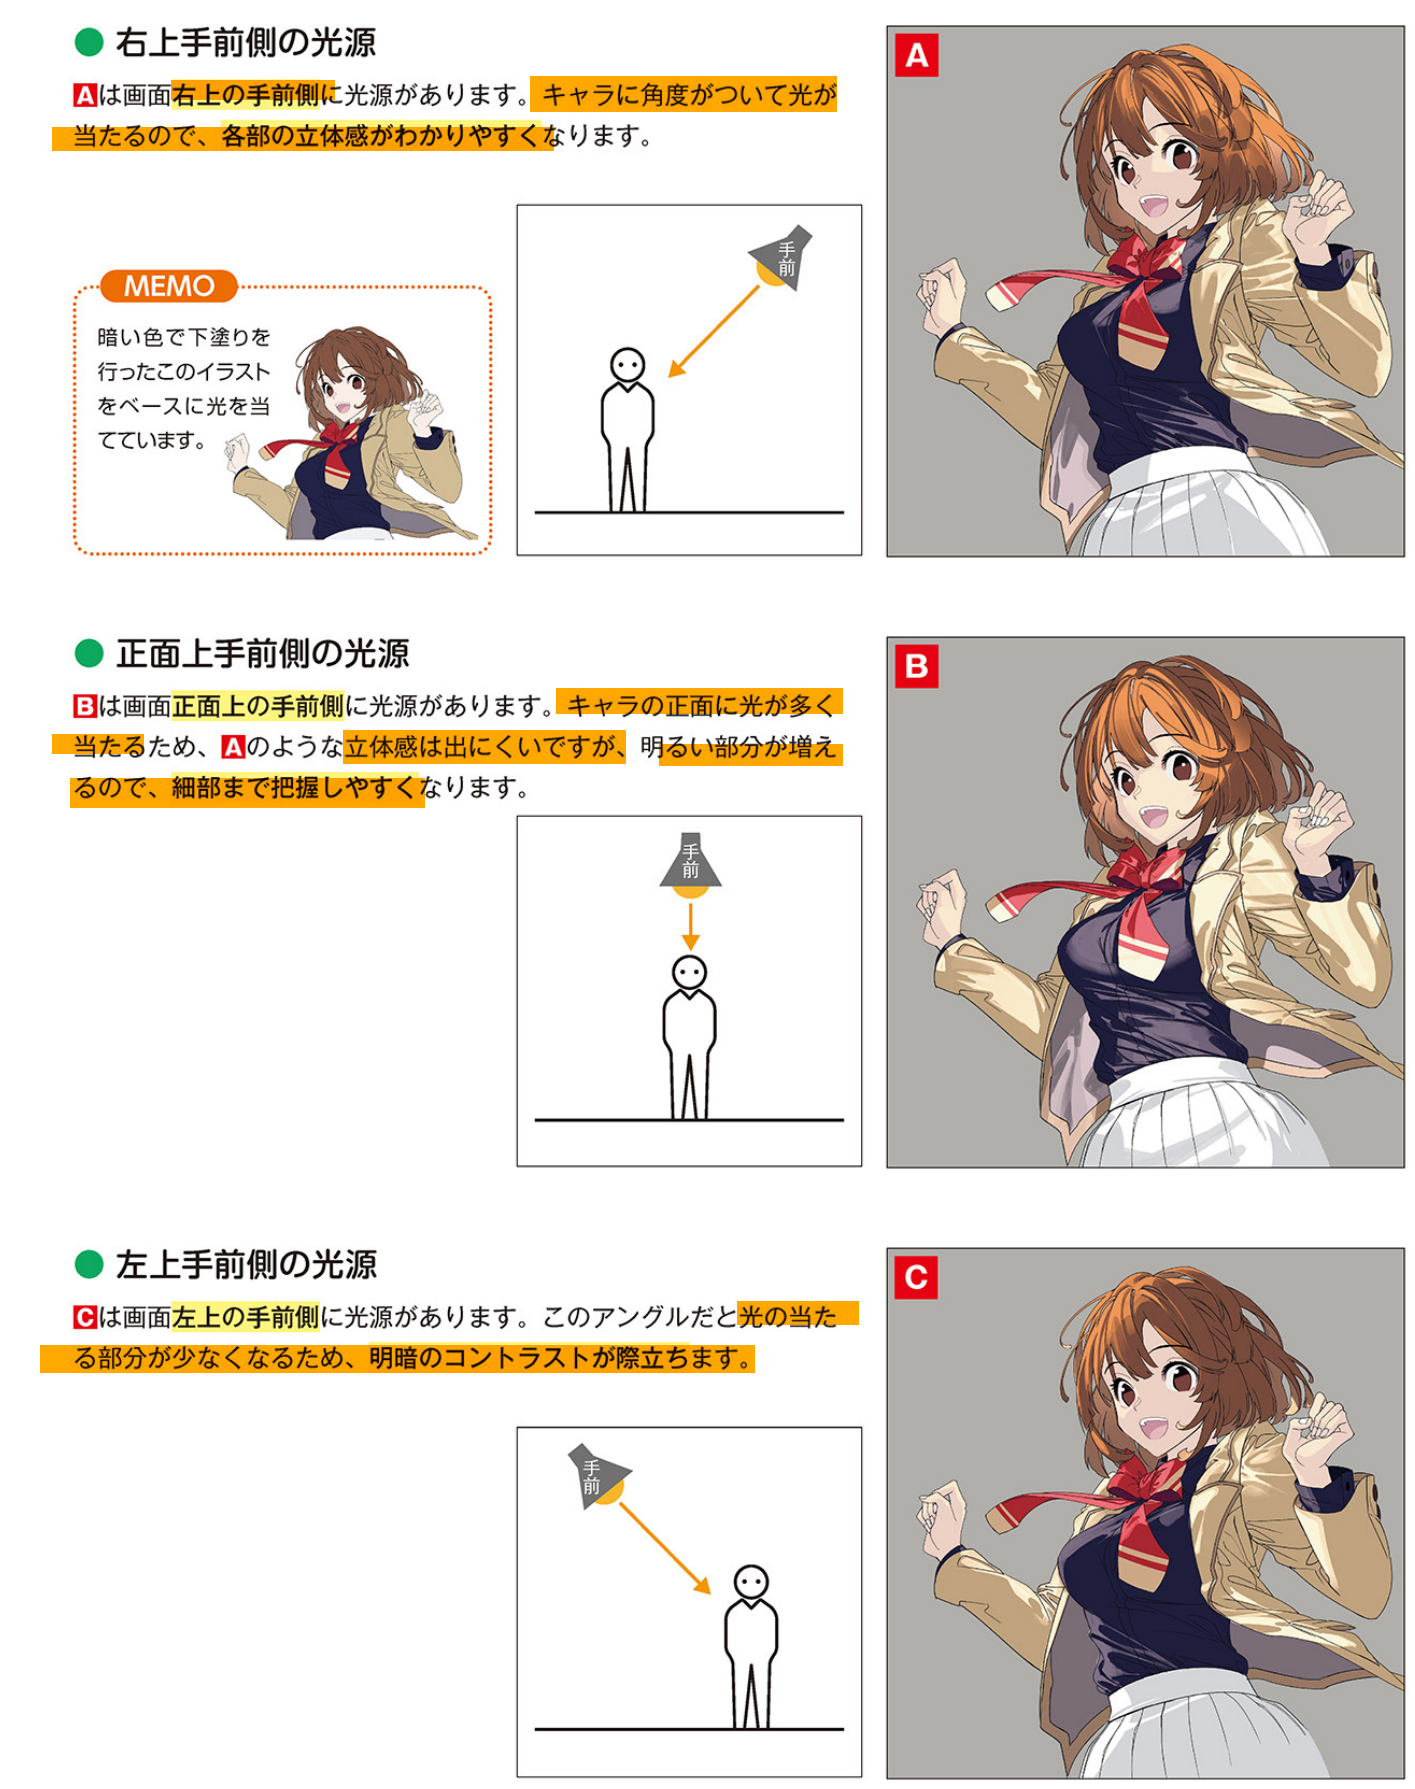 ● 右上手前側の光源
Aは画面右上の手前側に光源があります。キャラに角度がついて光が
当たるので、各部の立体感がわかりやすくなります。
手前
MEMO
暗い色で下塗りを
行ったこのイラスト
をベースに光を当
てています。
A
● 正面上手前側の光源
Bは画面正面上の手前側に光源があります。キャラの正面に光が多く
当たるため、Aのような立体感は出にくいですが、明るい部分が増え
るので、細部まで把握しやすくなります。
手前
B
● 左上手前側の光源
Cは画面左上の手前側に光源があります。このアングルだと光の当た
る部分が少なくなるため、明暗のコントラストが際立ちます。
手前
C